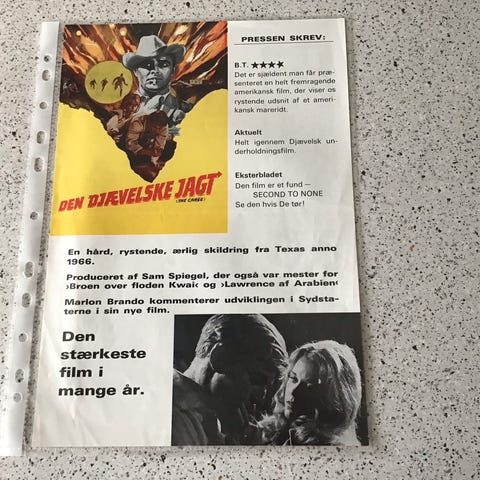 PRESSEN SKREV:
B.T. ★★★★
Det er sjældent man får præ-
senteret en helt fremragende
amerikansk film, der viser os
rystende udsnit af et ameri-
kansk mareridt.
Aktuelt
Helt igennem Djævelsk un-
derholdningsfilm.
Eksterbladet
Den film er et fund —
SECOND TO NONE
Se den hvis De tør!
DEN DJÆVELSKE JAGT
(THE CHASE)
En hård, rystende, ærlig skildring fra Texas anno
1966.
Produceret af Sam Spiegel, der også var mester for
›Broen over floden Kwai‹ og ›Lawrence af Arabien‹
Marlon Brando kommenterer udviklingen i Sydsta-
terne i sin nye film.
Den
stærkeste
film i
mange år.